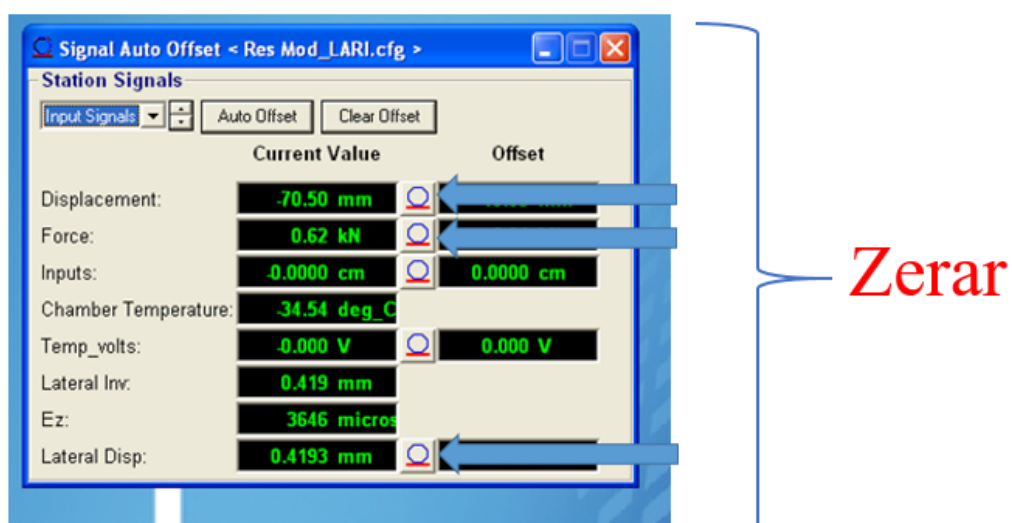 Signal Auto Offset < Res Mod_LARI.cfg >
Station Signals
Input Signals Auto Offset Clear Offset
Current Value Offset
Displacement: -70.50 mm
Force: 0.62 kN
Inputs: -0.0000 cm 0.0000 cm
Chamber Temperature: -34.54 deg_C
Temp_volts: -0.000 V 0.000 V
Lateral Inv: 0.419 mm
Ez: 3646 micros
Lateral Disp: 0.4193 mm
Zerar